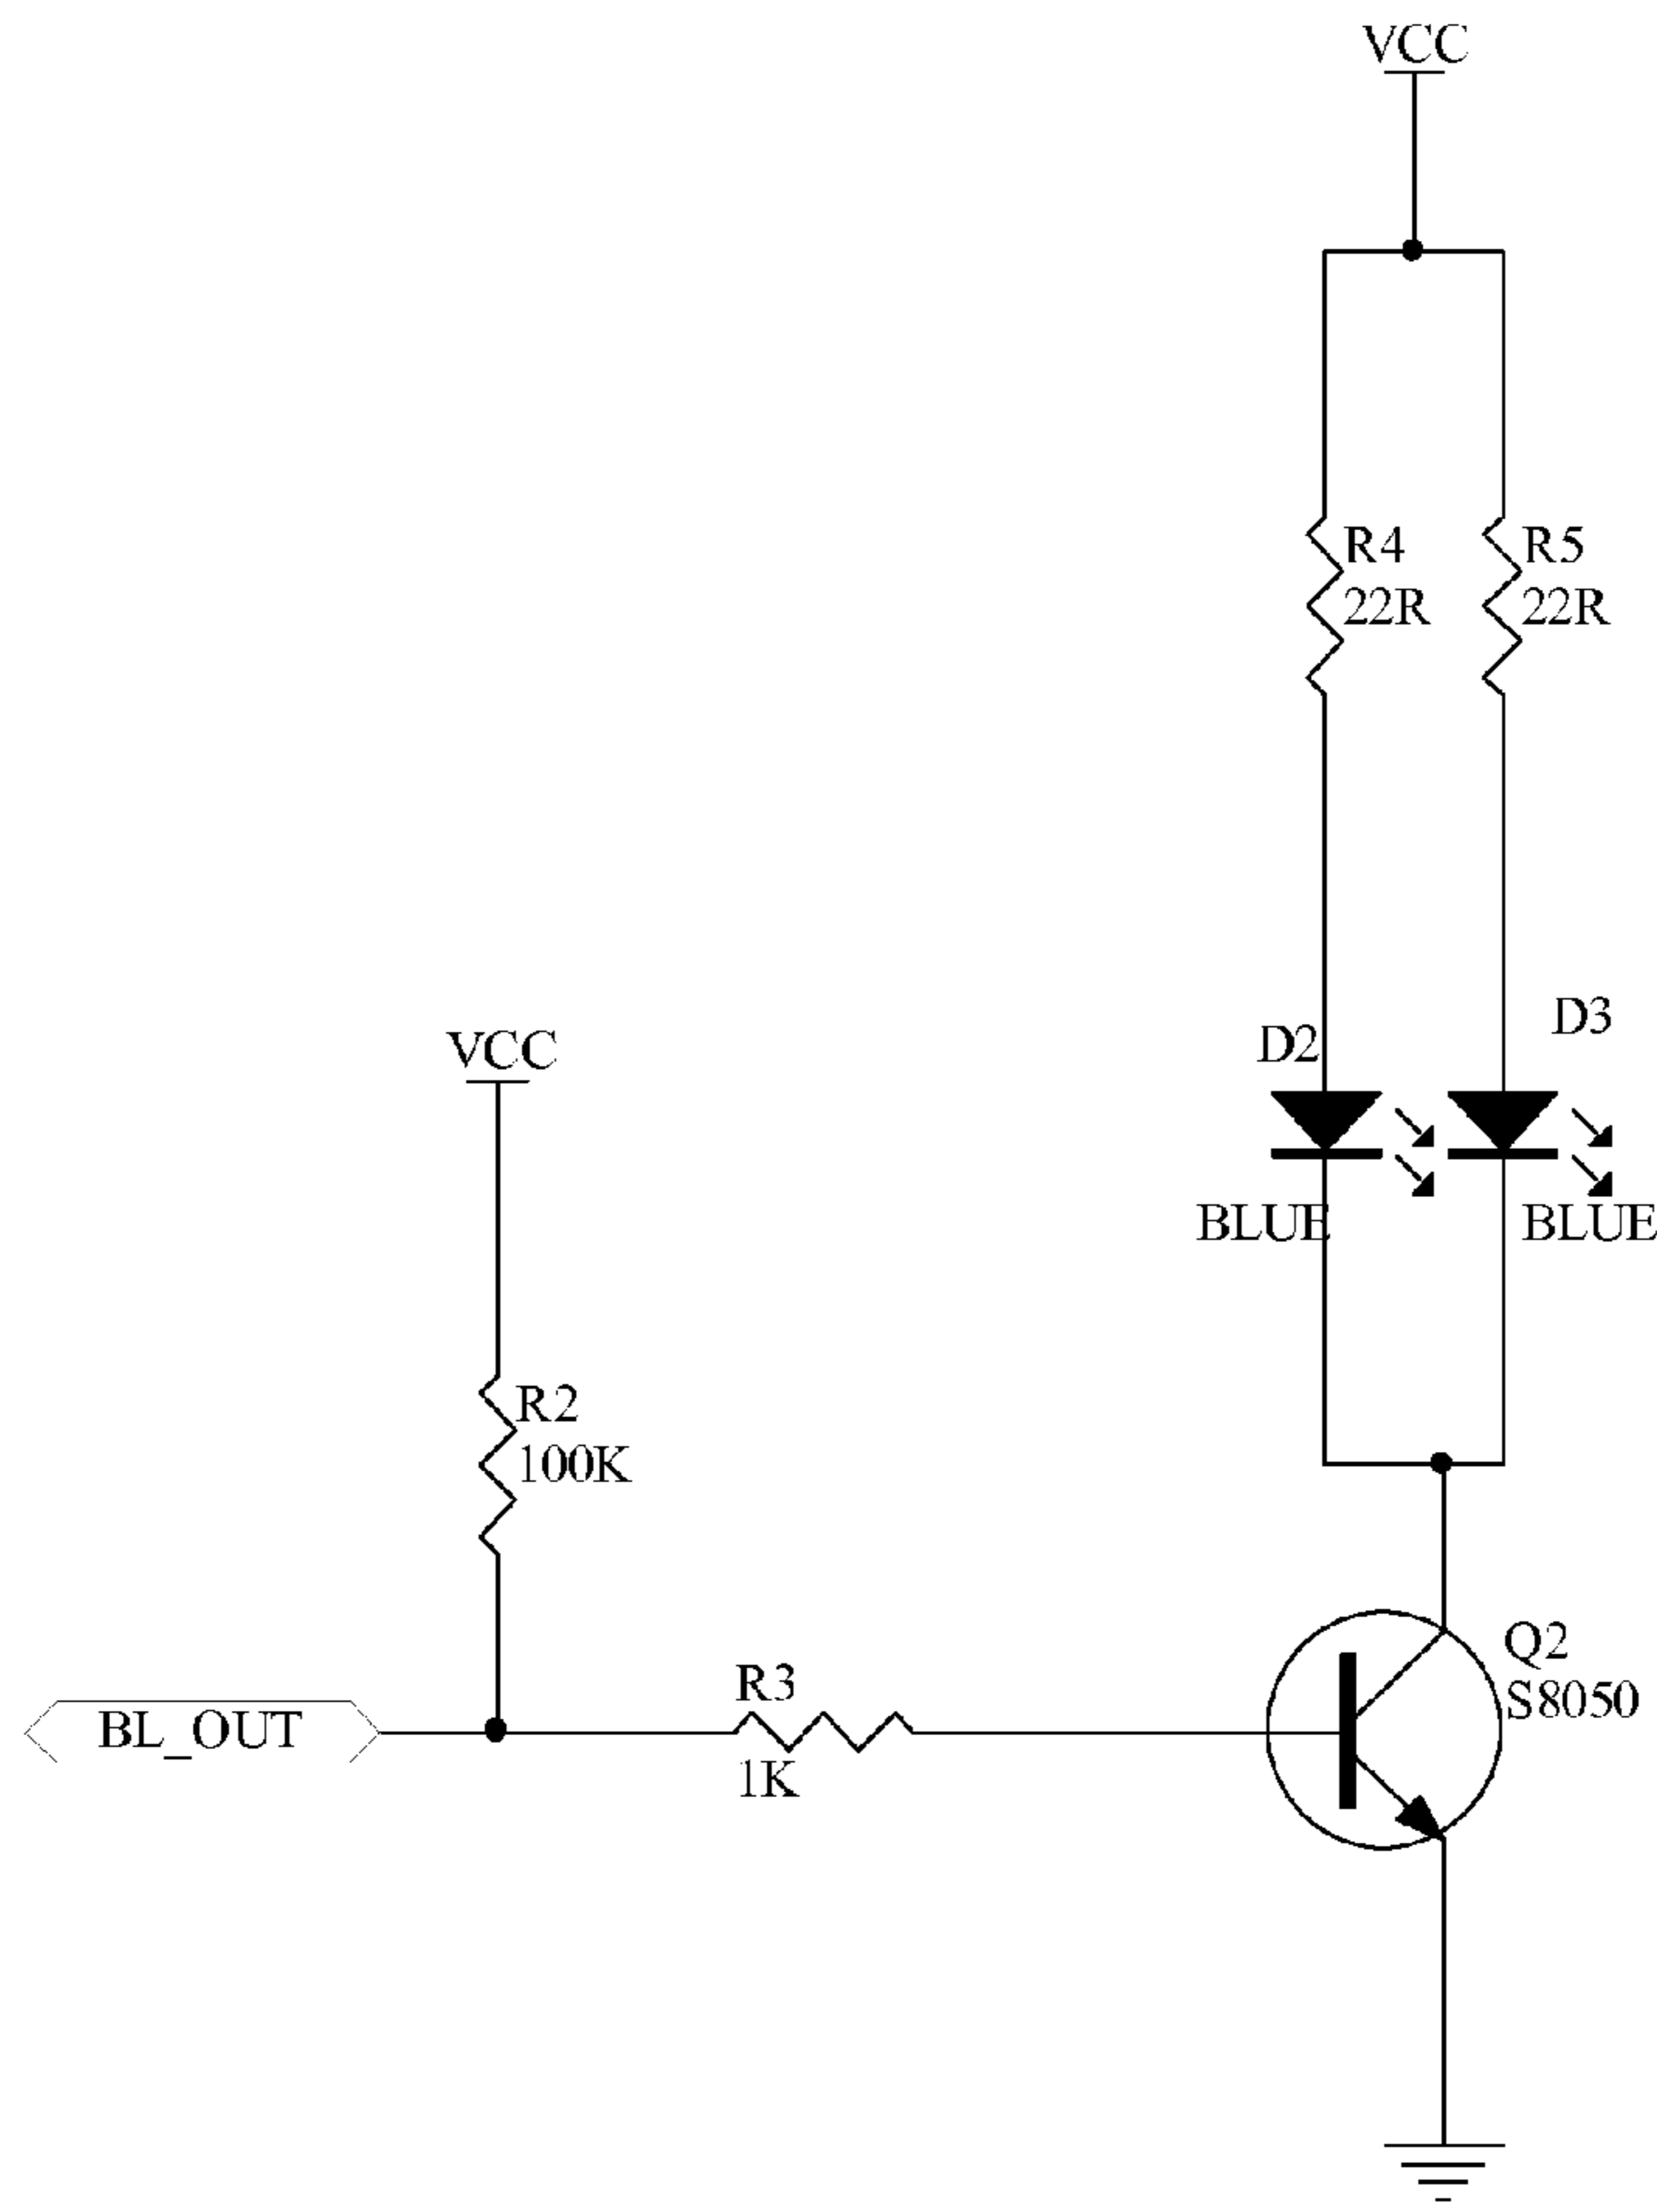 VCC
R4
22R
R5
22R
D2
D3
BLUE
BLUE
VCC
R2
100K
BL_OUT
R3
1K
Q2
S8050